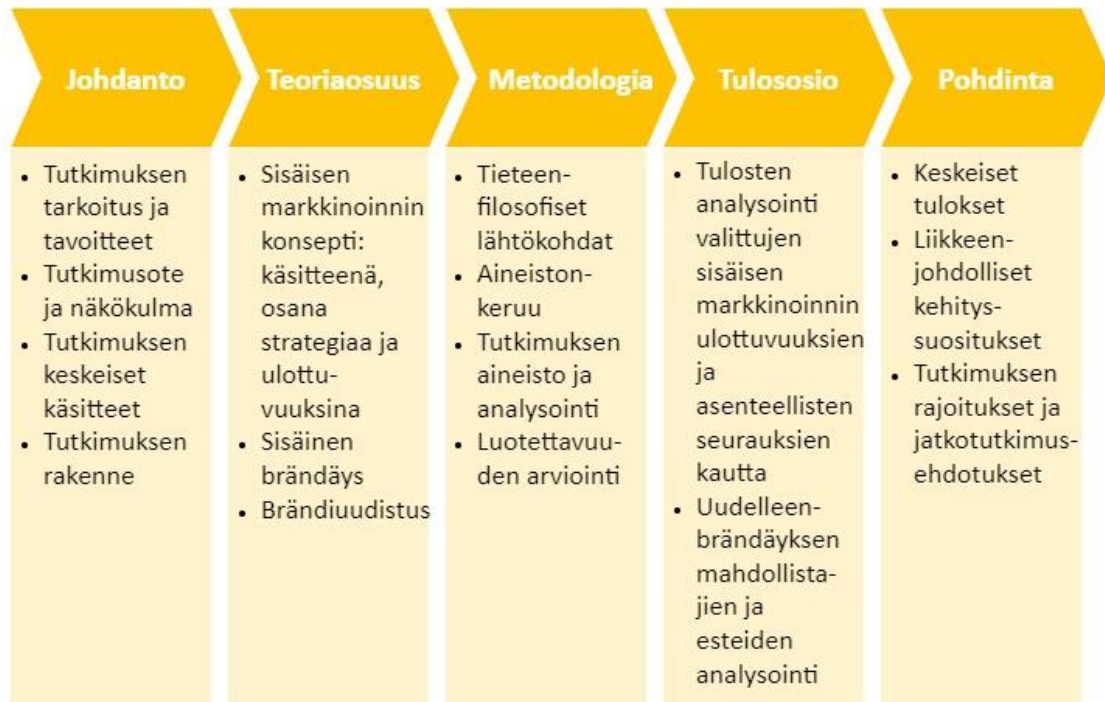 Johdanto
Teoriaosuus
Metodologia
Tulososio
Pohdinta
• Tutkimuksen
tarkoitus ja
tavoitteet
• Tutkimusote
ja näkökulma
• Tutkimuksen
keskeiset
käsitteet
• Tutkimuksen
rakenne
• Sisäisen
markkinoinnin
konsepti:
käsitteenä,
osana
strategiaa ja
ulottu-
vuuksina
• Sisäinen
brändäys
• Brändiuudistus
• Tieteen-
filosofiset
lähtökohdat
• Aineiston-
keruu
• Tutkimuksen
aineisto ja
analysointi
• Luotettavuu-
den arviointi
• Tulosten
analysointi
valittujen
sisäisen
markkinoinnin
ulottuvuuksien
ja
asenteellisten
seurauksien
kautta
• Uudelleen-
brändäyksen
mahdollista-
jien ja
esteiden
analysointi
• Keskeiset
tulokset
• Liikkeen-
johdolliset
kehitys-
suositukset
• Tutkimuksen
rajoitukset ja
jatkotutkimus-
ehdotukset